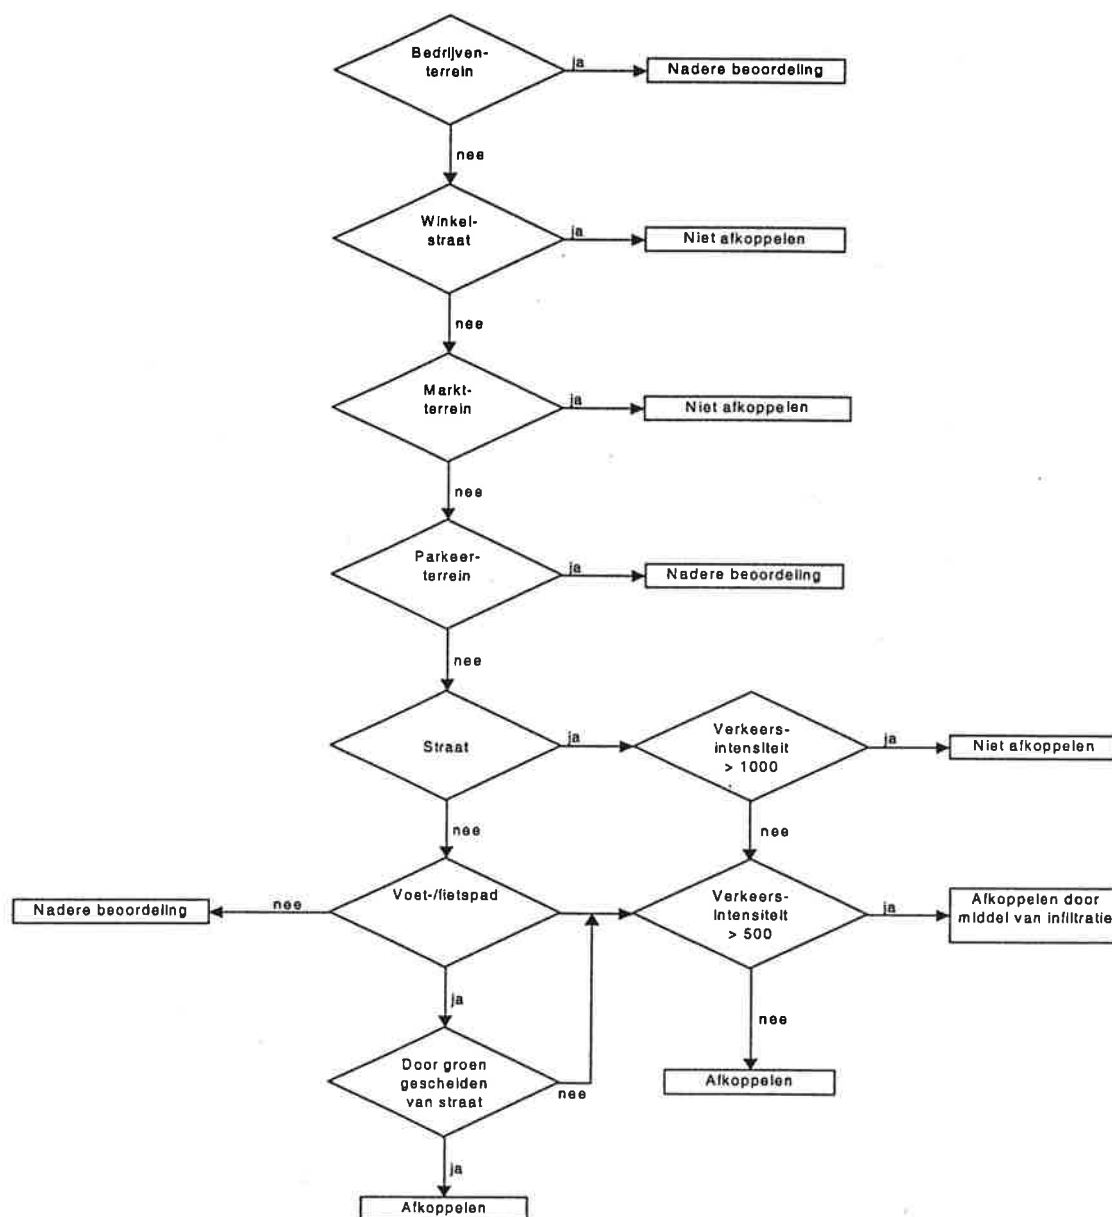 Bedrijven-
terrein
ja
Nadere beoordeling
nee
Winkel-
straat
ja
Niet afkoppelen
nee
Markt-
terrein
ja
Niet afkoppelen
nee
Parkeer-
terrein
ja
Nadere beoordeling
nee
Straat
ja
Verkeers-
intensiteit
> 1000
ja
Niet afkoppelen
nee
nee
Nadere beoordeling
nee
Voet-/fietspad
Verkeers-
intensiteit
> 500
ja
Afkoppelen door
middel van infiltratie
ja
nee
Door groen
gescheiden
van straat
nee
Afkoppelen
ja
Afkoppelen